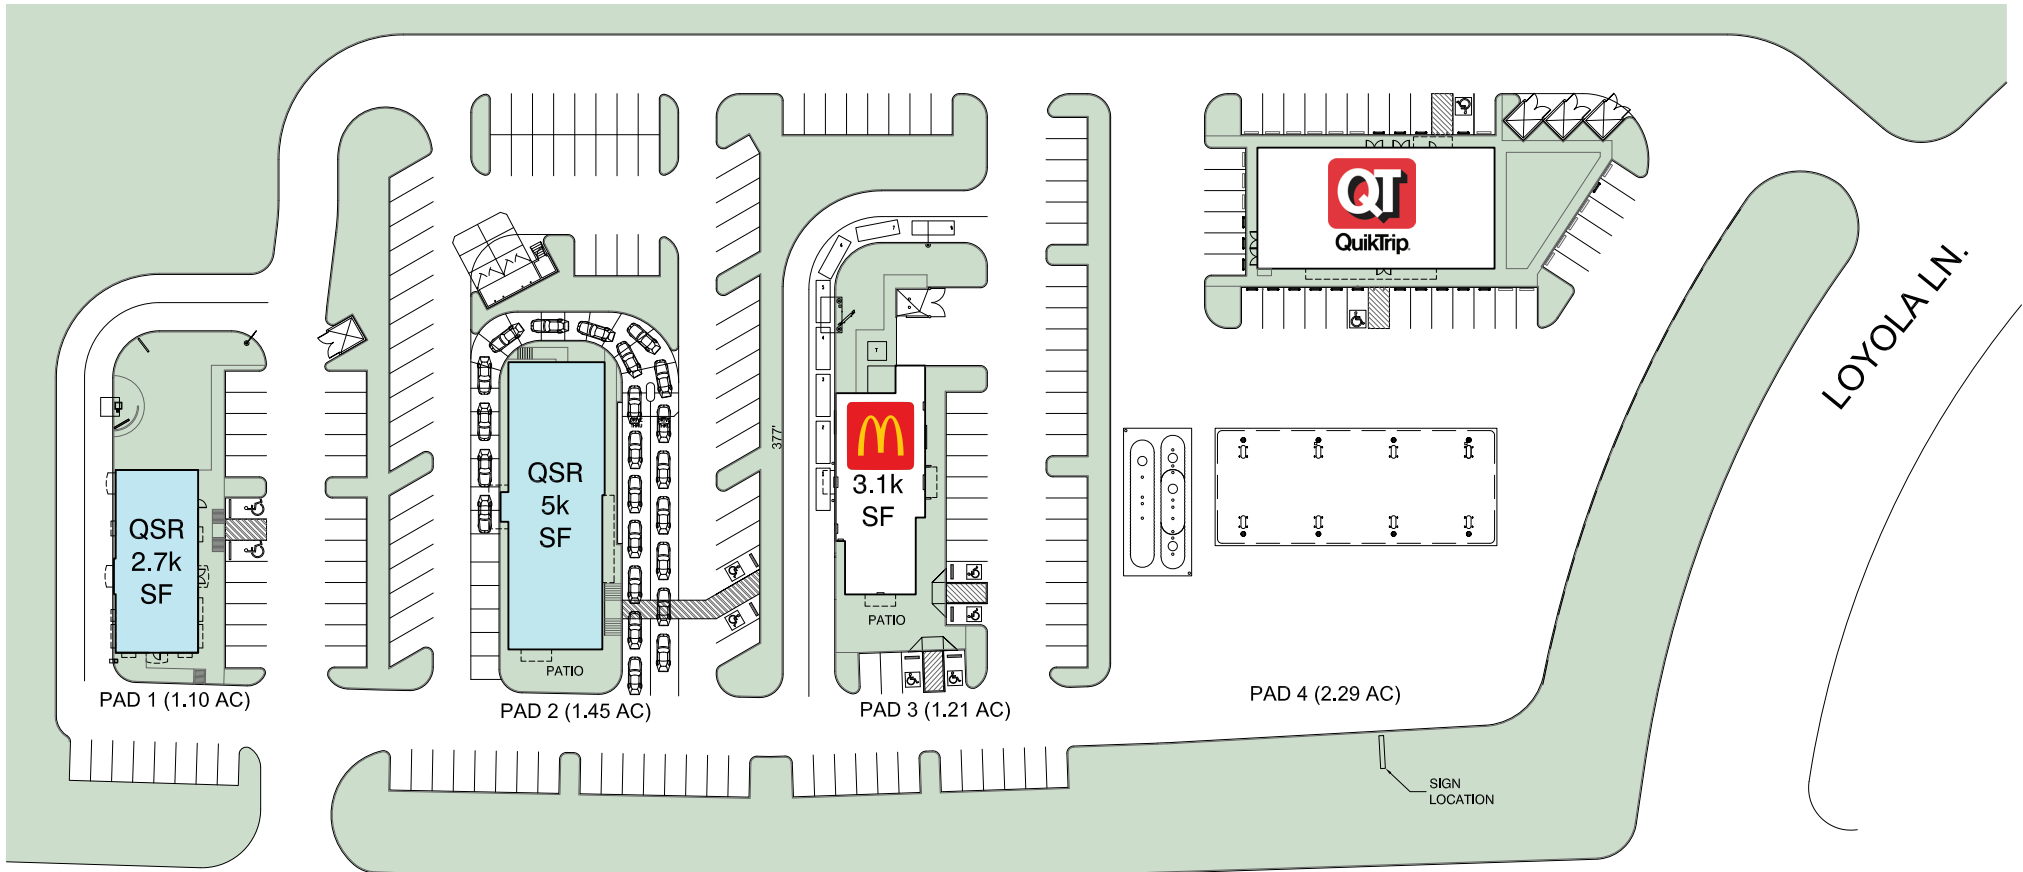 QT
QuikTrip
LOYOLA LN.
377'
T
QSR
2.7k
SF
QSR
5k
SF
3.1k
SF
PATIO
PATIO
PAD 1 (1.10 AC)
PAD 2 (1.45 AC)
PAD 3 (1.21 AC)
PAD 4 (2.29 AC)
SIGN
LOCATION